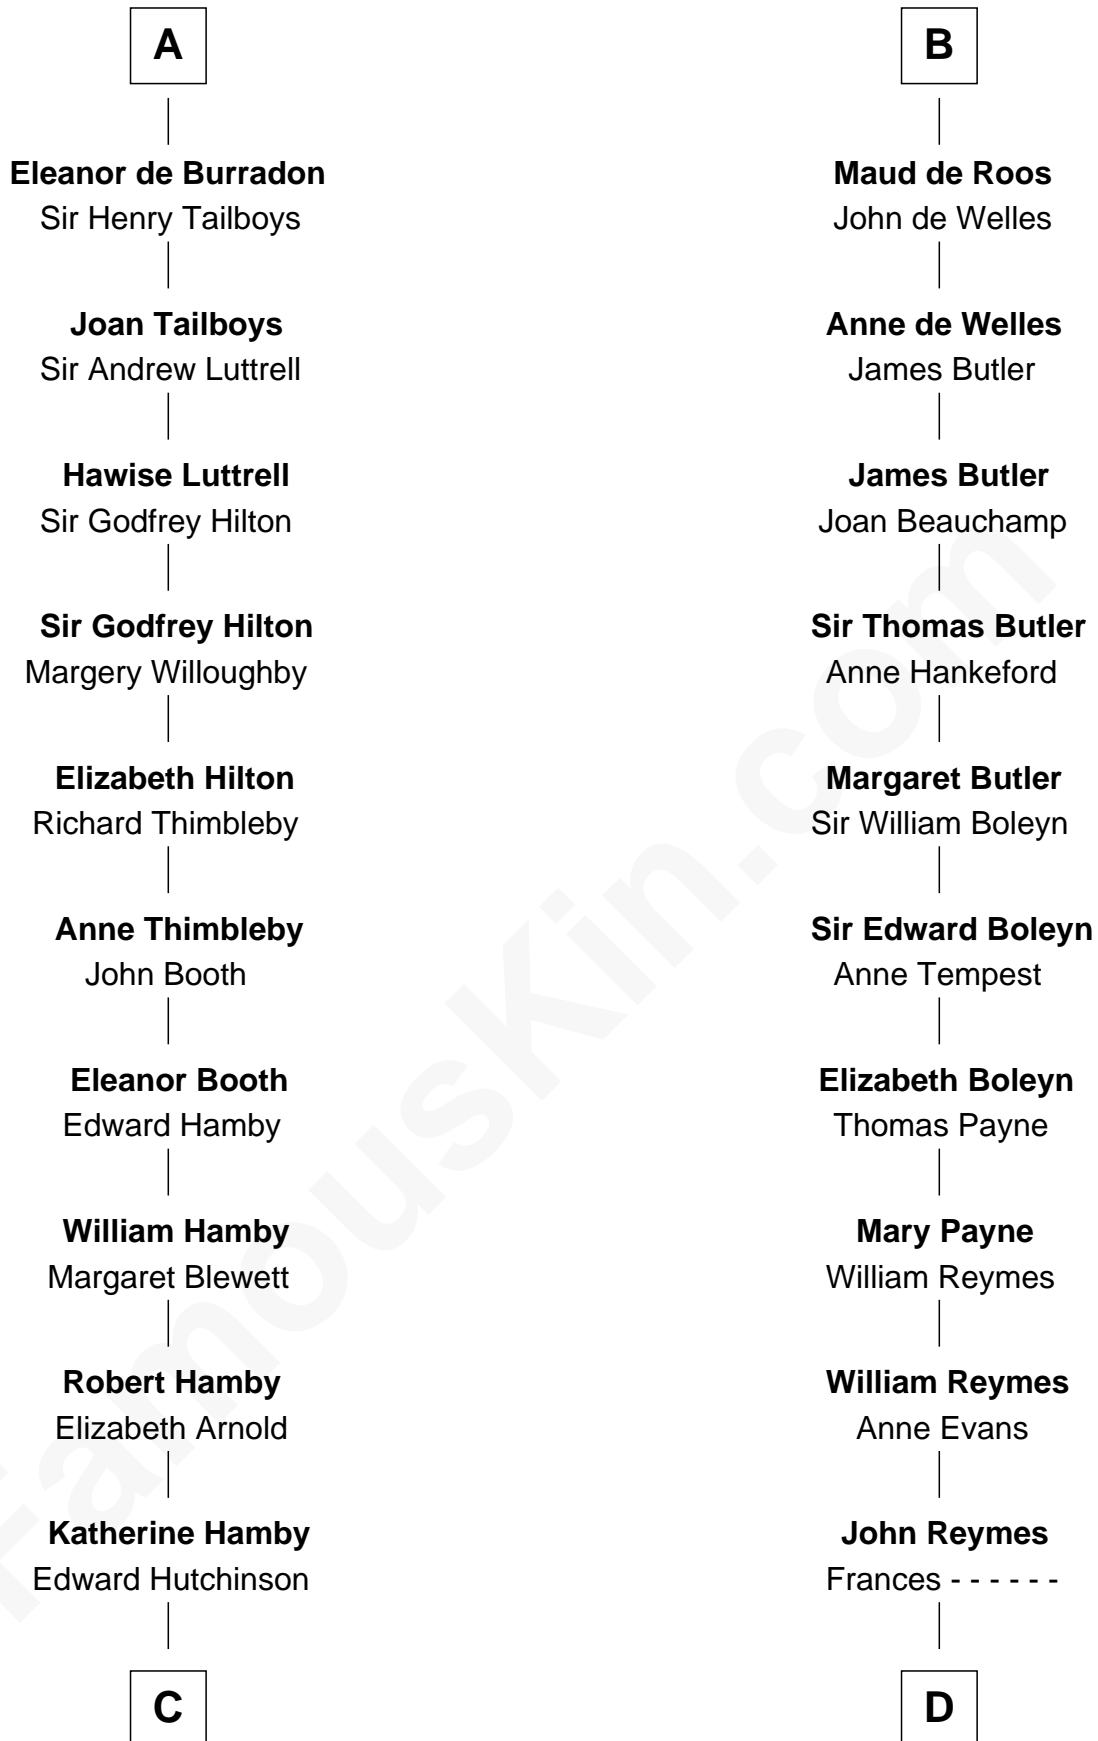 A
Eleanor de Burradon
Sir Henry Tailboys
Joan Tailboys
Sir Andrew Luttrell
Hawise Luttrell
Sir Godfrey Hilton
Sir Godfrey Hilton
Margery Willoughby
Elizabeth Hilton
Richard Thimbleby
Anne Thimbleby
John Booth
Eleanor Booth
Edward Hamby
William Hamby
Margaret Blewett
Robert Hamby
Elizabeth Arnold
Katherine Hamby
Edward Hutchinson
C
B
Maud de Roos
John de Welles
Anne de Welles
James Butler
James Butler
Joan Beauchamp
Sir Thomas Butler
Anne Hankeford
Margaret Butler
Sir William Boleyn
Sir Edward Boleyn
Anne Tempest
Elizabeth Boleyn
Thomas Payne
Mary Payne
William Reymes
William Reymes
Anne Evans
John Reymes
Frances - - - - - -
D
FamousKin.com